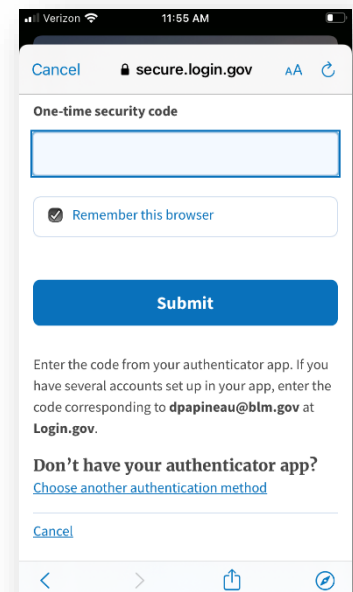 Verizon 11:55 AM
Cancel secure.login.gov AA
One-time security code
Remember this browser
Submit
Enter the code from your authenticator app. If you
have several accounts set up in your app, enter the
code corresponding to dpapineau@blm.gov at
Login.gov.
Don’t have your authenticator app?
Choose another authentication method
Cancel